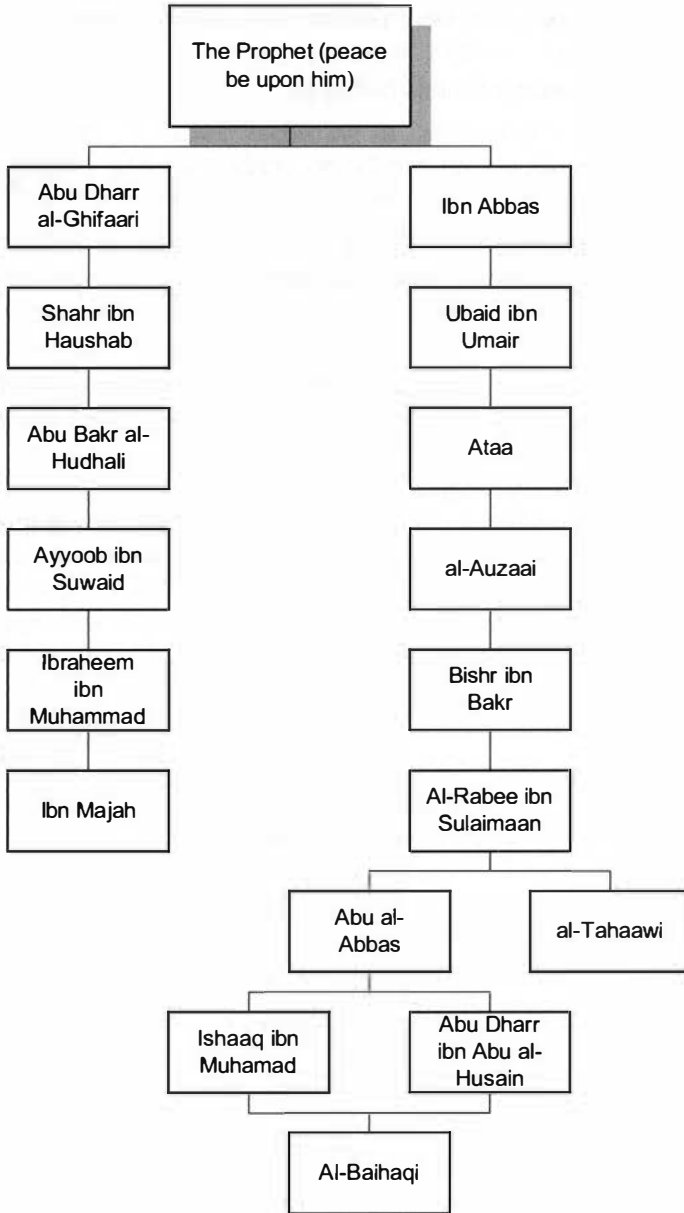 The Prophet (peace
be upon him)
Abu Dharr
al-Ghifaari
Ibn Abbas
Shahr ibn
Haushab
Ubaid ibn
Umair
Abu Bakr al-
Hudhali
Ataa
Ayyoob ibn
Suwaid
al-Auzaai
Ibraheem
ibn
Muhammad
Bishr ibn
Bakr
Ibn Majah
Al-Rabee ibn
Sulaimaan
Abu al-
Abbas
al-Tahaawi
Ishaaq ibn
Muhamad
Abu Dharr
ibn Abu al-
Husain
Al-Baihaqi